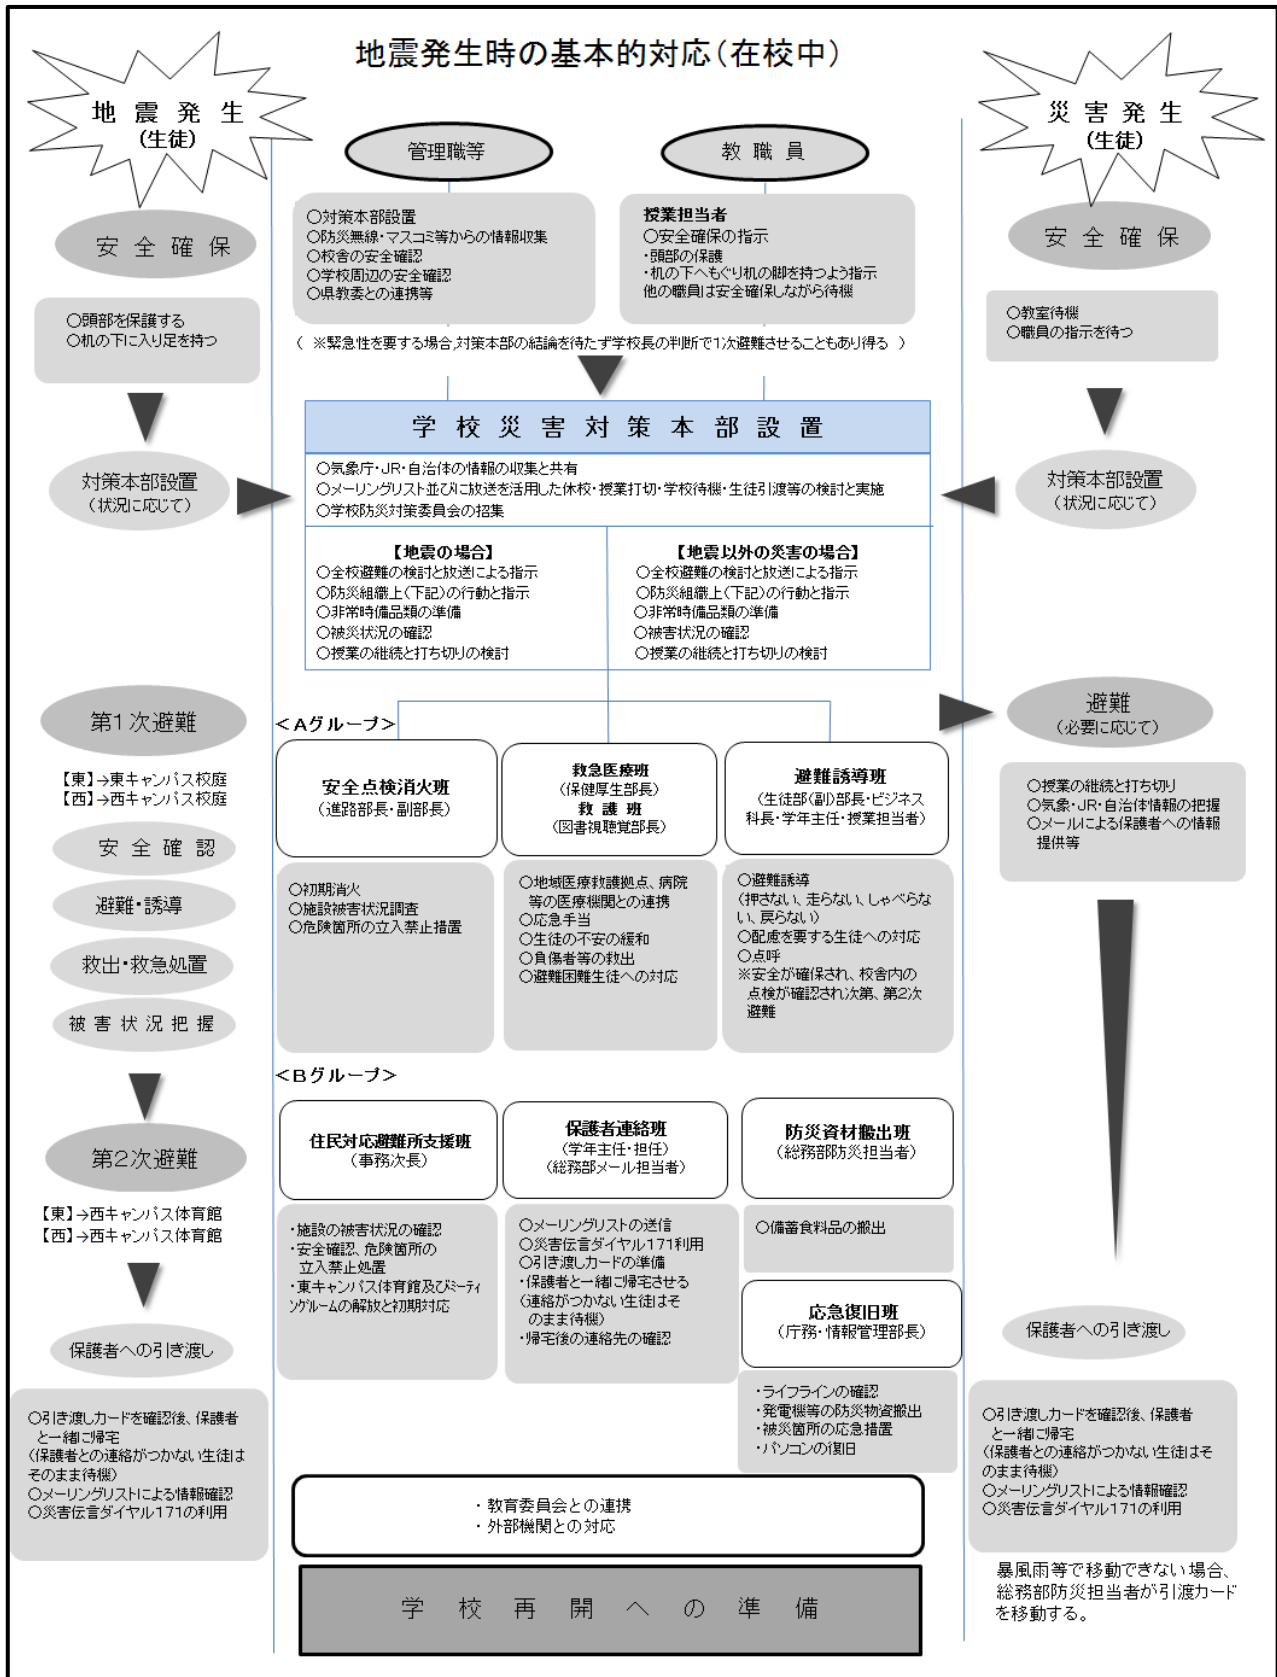 地震発生時の基本的対応（在校中）
地震発生
（生徒）
安全確保
○頭部を保護する
○机の下に入り足を持つ
対策本部設置
（状況に応じて）
第1次避難
【東】→東キャンパス校庭
【西】→西キャンパス校庭
安全確認
避難・誘導
救出・救急処置
被害状況把握
第2次避難
【東】→西キャンパス体育館
【西】→西キャンパス体育館
保護者への引き渡し
○引き渡しカードを確認後、保護者
と一緒に帰宅
（保護者との連絡がつかない生徒は
そのまま待機）
○メーリングリストによる情報確認
○災害伝言ダイヤル171の利用
管理職等
○対策本部設置
○防災無線・マスコミ等からの情報収集
○校舎の安全確認
○学校周辺の安全確認
○県教委との連携等
教職員
授業担当者
○安全確保の指示
・頭部の保護
・机の下へもぐり机の脚を持つよう指示
他の職員は安全確保しながら待機
（ ※緊急性を要する場合,対策本部の結論を待たず学校長の判断で1次避難させることもあり得る ）
学校災害対策本部設置
○気象庁・JR・自治体の情報の収集と共有
○メーリングリスト並びに放送を活用した休校・授業打切・学校待機・生徒引渡等の検討と実施
○学校防災対策委員会の招集
【地震の場合】
○全校避難の検討と放送による指示
○防災組織上（下記）の行動と指示
○非常時備品類の準備
○被災状況の確認
○授業の継続と打ち切りの検討
【地震以外の災害の場合】
○全校避難の検討と放送による指示
○防災組織上（下記）の行動と指示
○非常時備品類の準備
○被害状況の確認
○授業の継続と打ち切りの検討
＜Ａグループ＞
安全点検消火班
（進路部長・副部長）
○初期消火
○施設被害状況調査
○危険箇所の立入禁止措置
救急医療班
（保健厚生部長）
救護班
（図書視聴覚部長）
○地域医療救護拠点、病院
等の医療機関との連携
○応急手当
○生徒の不安の緩和
○負傷者等の救出
○避難困難生徒への対応
避難誘導班
（生徒部（副）部長・ビジネス
科長・学年主任・授業担当者）
○避難誘導
（押さない、走らない、しゃべらな
い、戻らない）
○配慮を要する生徒への対応
○点呼
※安全が確保され、校舎内の
点検が確認され次第、第2次
避難
＜Ｂグループ＞
住民対応避難所支援班
（事務次長）
・施設の被害状況の確認
・安全確認、危険箇所の
立入禁止処置
・東キャンパス体育館及びミーティ
ングルームの解放と初期対応
保護者連絡班
（学年主任・担任）
（総務部メール担当者）
○メーリングリストの送信
○災害伝言ダイヤル171利用
○引き渡しカードの準備
・保護者と一緒に帰宅させる
（連絡がつかない生徒はそ
のまま待機）
・帰宅後の連絡先の確認
防災資材搬出班
（総務部防災担当者）
○備蓄食料品の搬出
応急復旧班
（庁務・情報管理部長）
・ライフラインの確認
・発電機等の防災物資搬出
・被災箇所の応急措置
・パソコンの復旧
・教育委員会との連携
・外部機関との対応
学校再開への準備
災害発生
（生徒）
安全確保
○教室待機
○職員の指示を待つ
対策本部設置
（状況に応じて）
避難
（必要に応じて）
○授業の継続と打ち切り
○気象・JR・自治体情報の把握
○メールによる保護者への情報
提供等
保護者への引き渡し
○引き渡しカードを確認後、保護者
と一緒に帰宅
（保護者との連絡がつかない生徒はそ
のまま待機）
○メーリングリストによる情報確認
○災害伝言ダイヤル171の利用
暴風雨等で移動できない場合、
総務部防災担当者が引渡カード
を移動する。